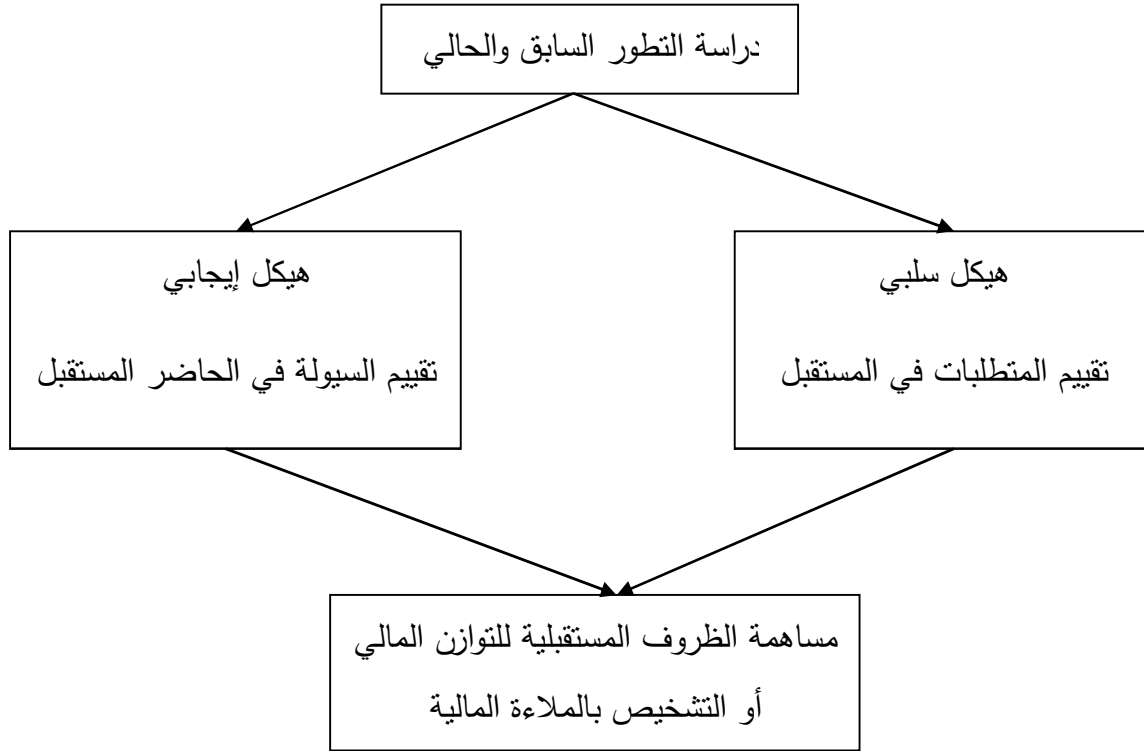 دراسة التطور السابق والحالي
هيكل سلبي
تقييم المتطلبات في المستقبل
هيكل إيجابي
تقييم السيولة في الحاضر المستقبل
مساهمة الظروف المستقبلية للتوازن المالي
أو التشخيص بالملاءة المالية